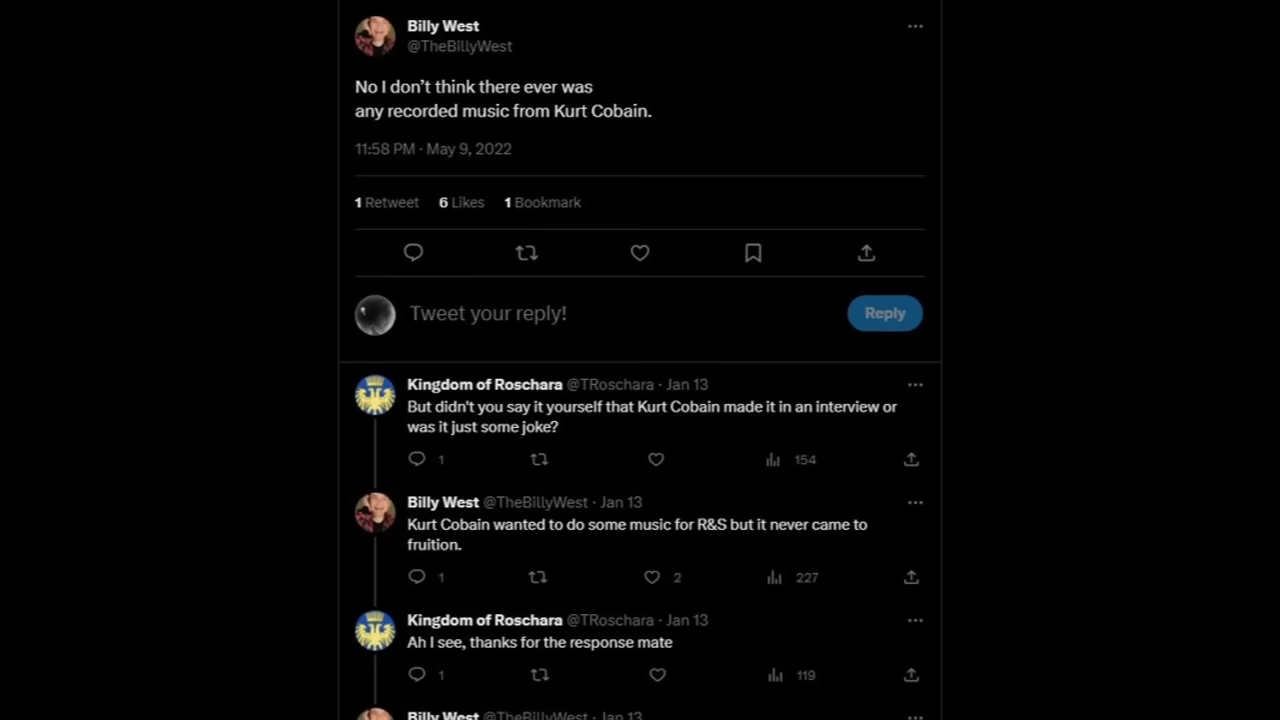 Billy West
@TheBillyWest
No I don’t think there ever was
any recorded music from Kurt Cobain.
11:58 PM · May 9, 2022
1 Retweet 6 Likes 1 Bookmark
Tweet your reply!
Reply
Kingdom of Roschara @TRoschara · Jan 13
But didn't you say it yourself that Kurt Cobain made it in an interview or
was it just some joke?
1 154
Billy West @TheBillyWest · Jan 13
Kurt Cobain wanted to do some music for R&S but it never came to
fruition.
1 2 227
Kingdom of Roschara @TRoschara · Jan 13
Ah I see, thanks for the response mate
1 119
Billy West @TheBillyWest · Jan 13